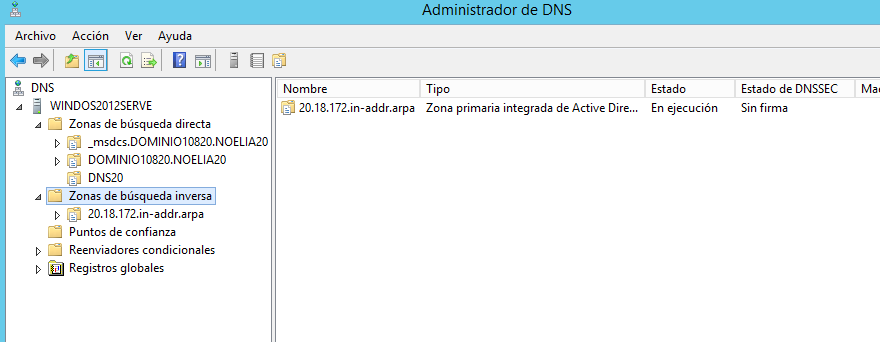 Administrador de DNS
Archivo Acción Ver Ayuda
DNS
WINDOS2012SERVE
Zonas de búsqueda directa
_msdcs.DOMINIO10820.NOELIA20
DOMINIO10820.NOELIA20
DNS20
Zonas de búsqueda inversa
20.18.172.in-addr.arpa
Puntos de confianza
Reenviadores condicionales
Registros globales
Nombre Tipo Estado Estado de DNSSEC Mae
20.18.172.in-addr.arpa Zona primaria integrada de Active Dire... En ejecución Sin firma